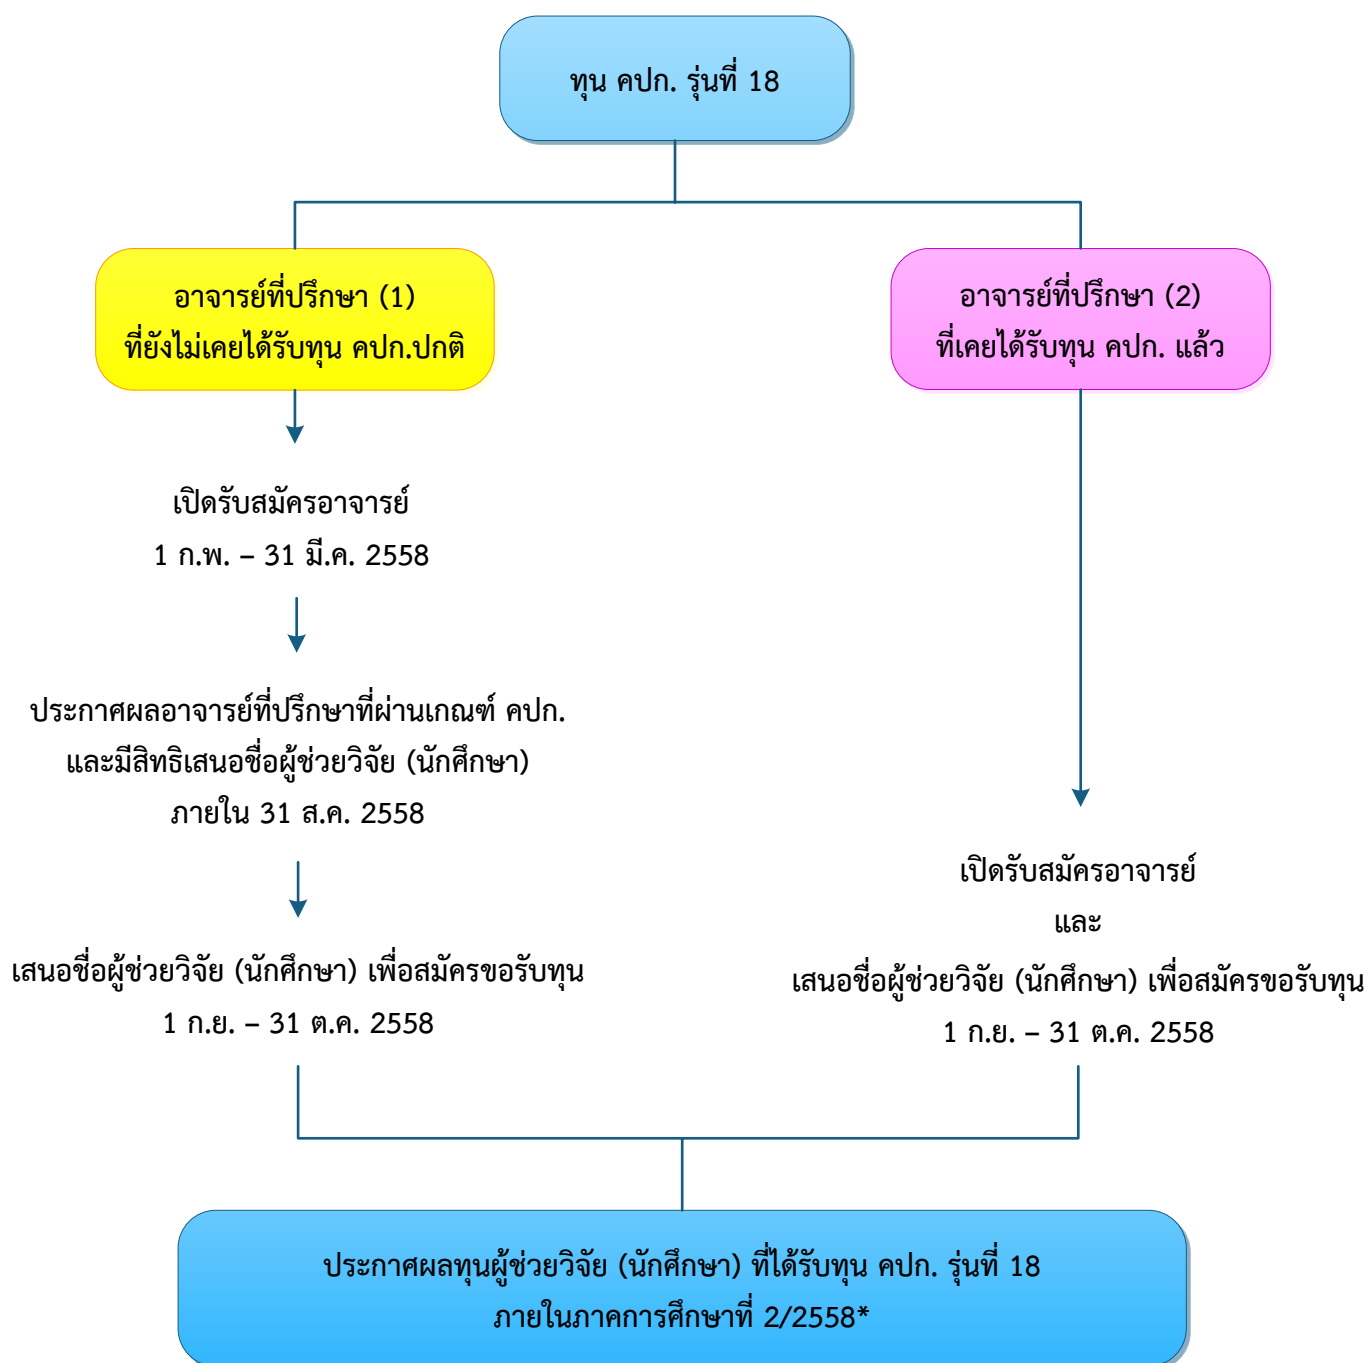 ทุน คปก. รุ่นที่ 18
อาจารย์ที่ปรึกษา (1)
ที่ยังไม่เคยได้รับทุน คปก.ปกติ
เปิดรับสมัครอาจารย์
1 ก.พ. – 31 มี.ค. 2558
ประกาศผลอาจารย์ที่ปรึกษาที่ผ่านเกณฑ์ คปก.
และมีสิทธิเสนอชื่อผู้ช่วยวิจัย (นักศึกษา)
ภายใน 31 ส.ค. 2558
เสนอชื่อผู้ช่วยวิจัย (นักศึกษา) เพื่อสมัครขอรับทุน
1 ก.ย. – 31 ต.ค. 2558
อาจารย์ที่ปรึกษา (2)
ที่เคยได้รับทุน คปก. แล้ว
เปิดรับสมัครอาจารย์
และ
เสนอชื่อผู้ช่วยวิจัย (นักศึกษา) เพื่อสมัครขอรับทุน
1 ก.ย. – 31 ต.ค. 2558
ประกาศผลทุนผู้ช่วยวิจัย (นักศึกษา) ที่ได้รับทุน คปก. รุ่นที่ 18
ภายในภาคการศึกษาที่ 2/2558*